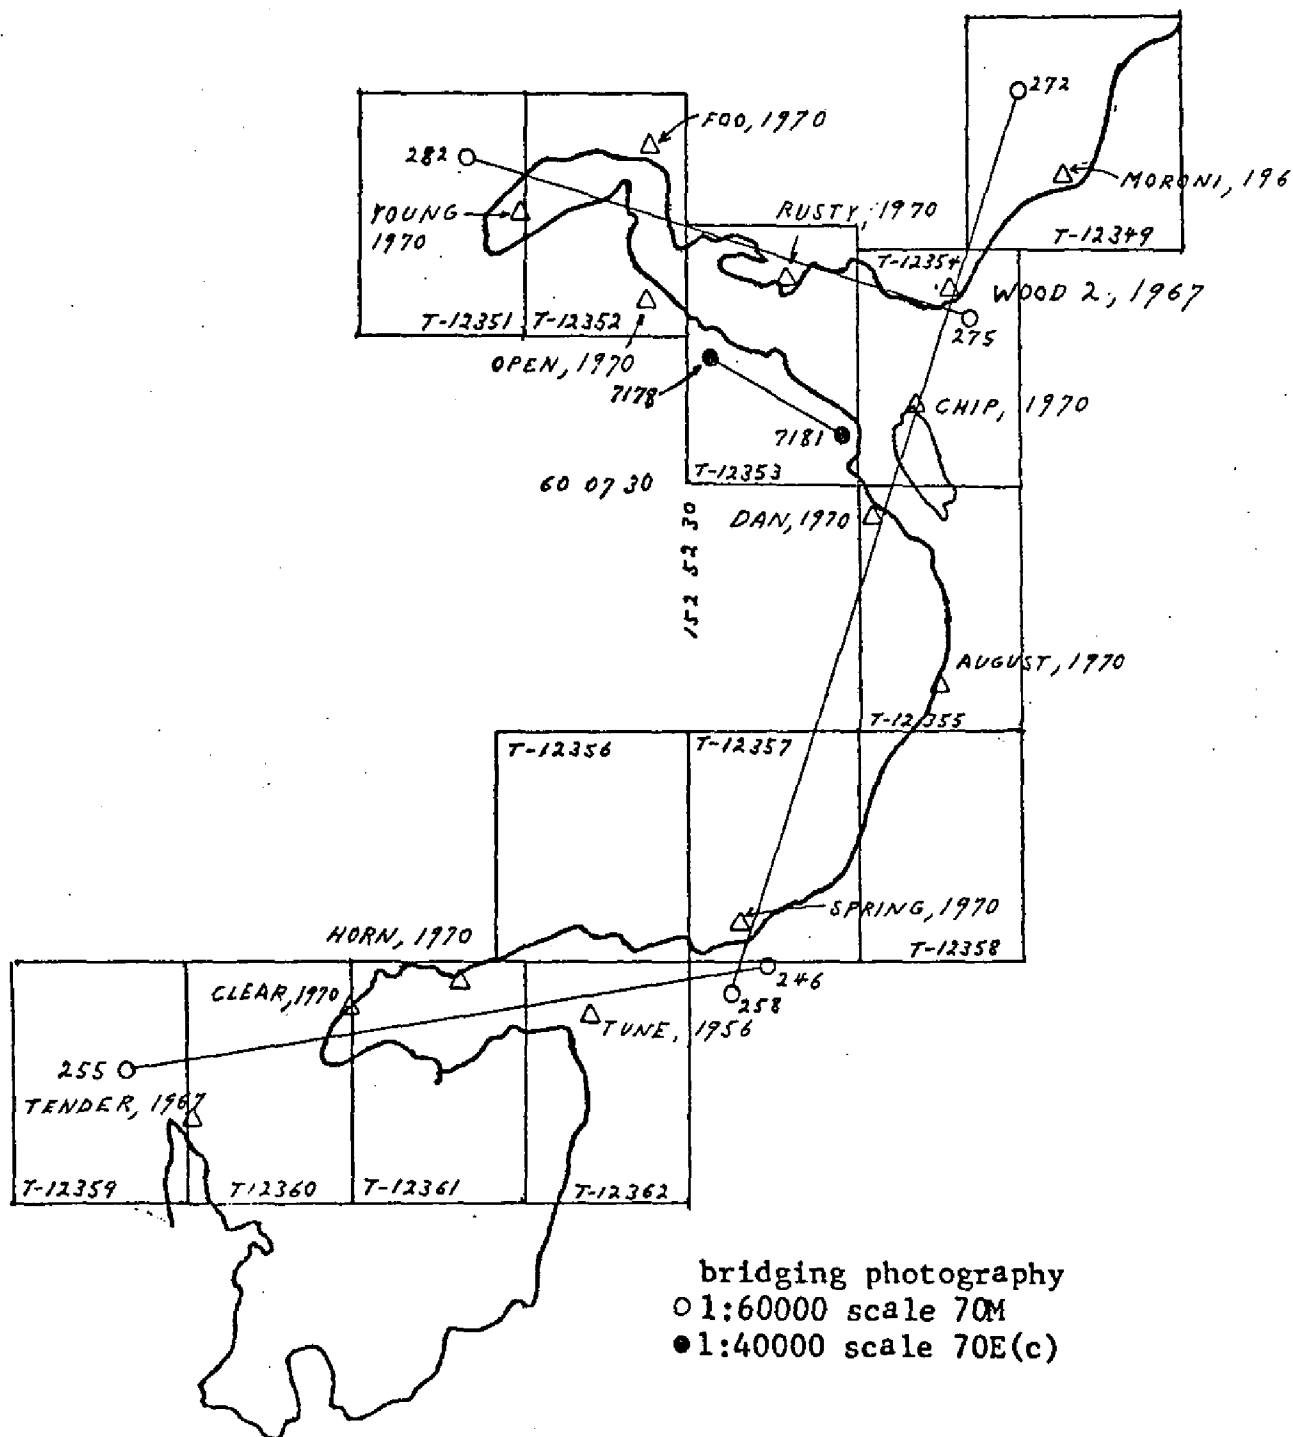 272
FOO, 1970
282
MORONI, 196
YOUNG
1970
RUSTY, 1970
T-12349
T-12354
WOOD 2, 1967
T-12351
T-12352
275
OPEN, 1970
7178
CHIP, 1970
7181
T-12353
60 07 30
152 52 30
DAN, 1970
AUGUST, 1970
T-12355
T-12356
T-12357
SPRING, 1970
HORN, 1970
T-12358
246
CLEAR, 1970
258
TUNE, 1956
255
TENDER, 1967
T-12359
T-12360
T-12361
T-12362
bridging photography
1:60000 scale 70M
1:40000 scale 70E(c)